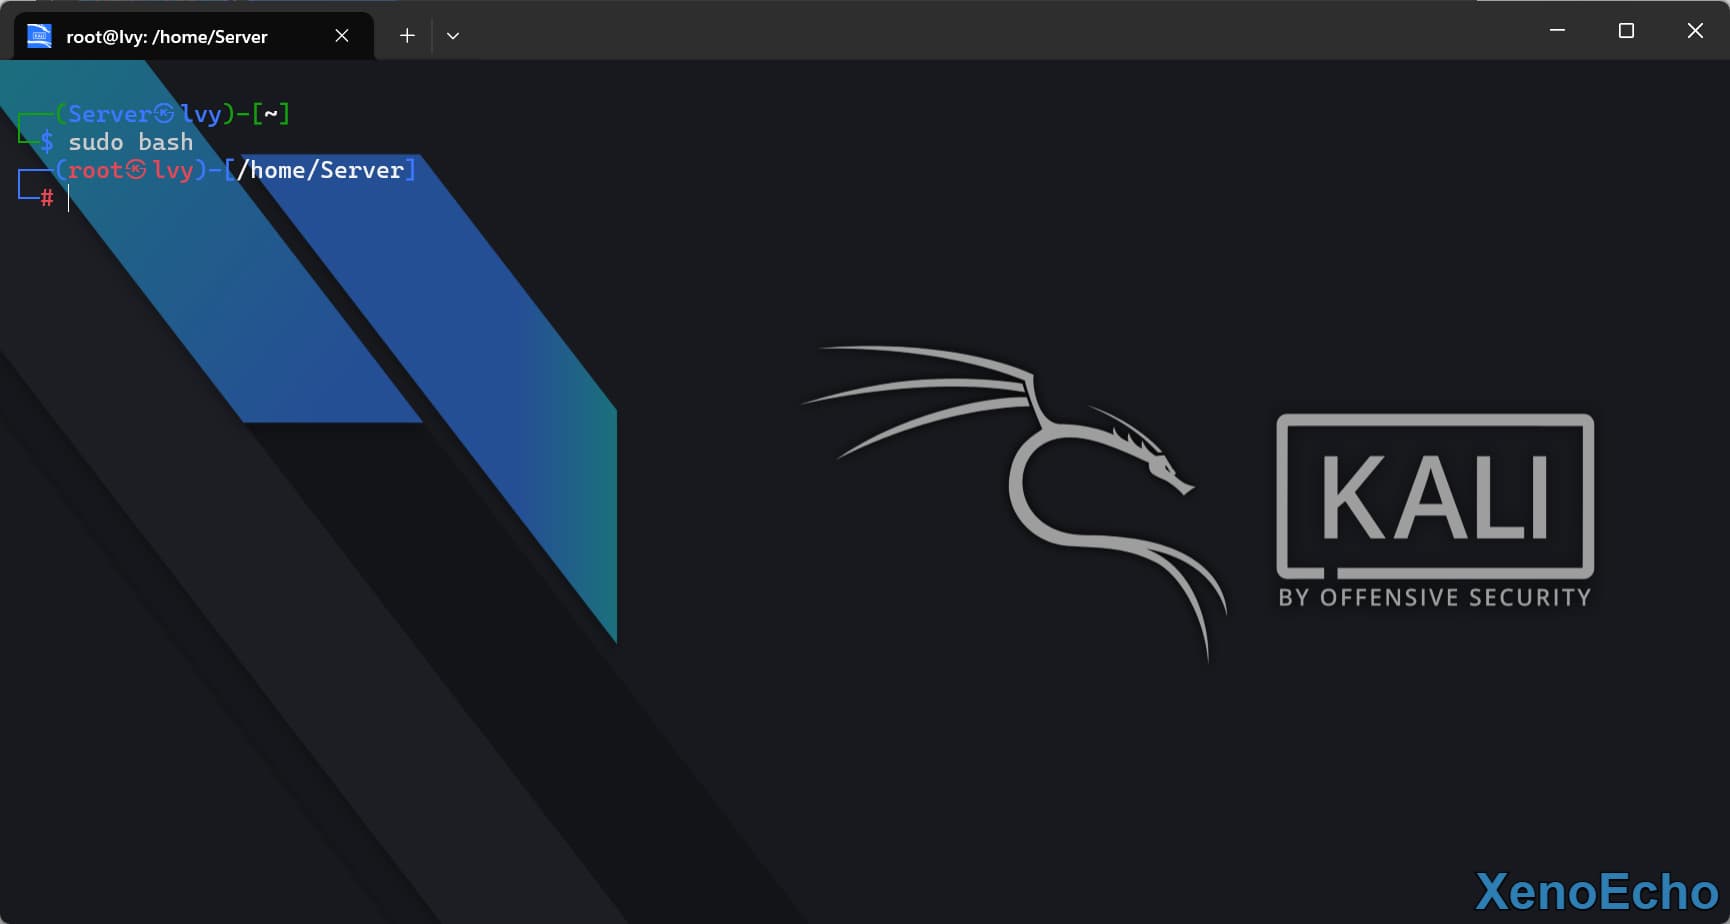 root@lvy: /home/Server
(Server㉿lvy)-[~]
$ sudo bash
(root㉿lvy)-[/home/Server]
#
KALI
BY OFFENSIVE SECURITY
XenoEcho